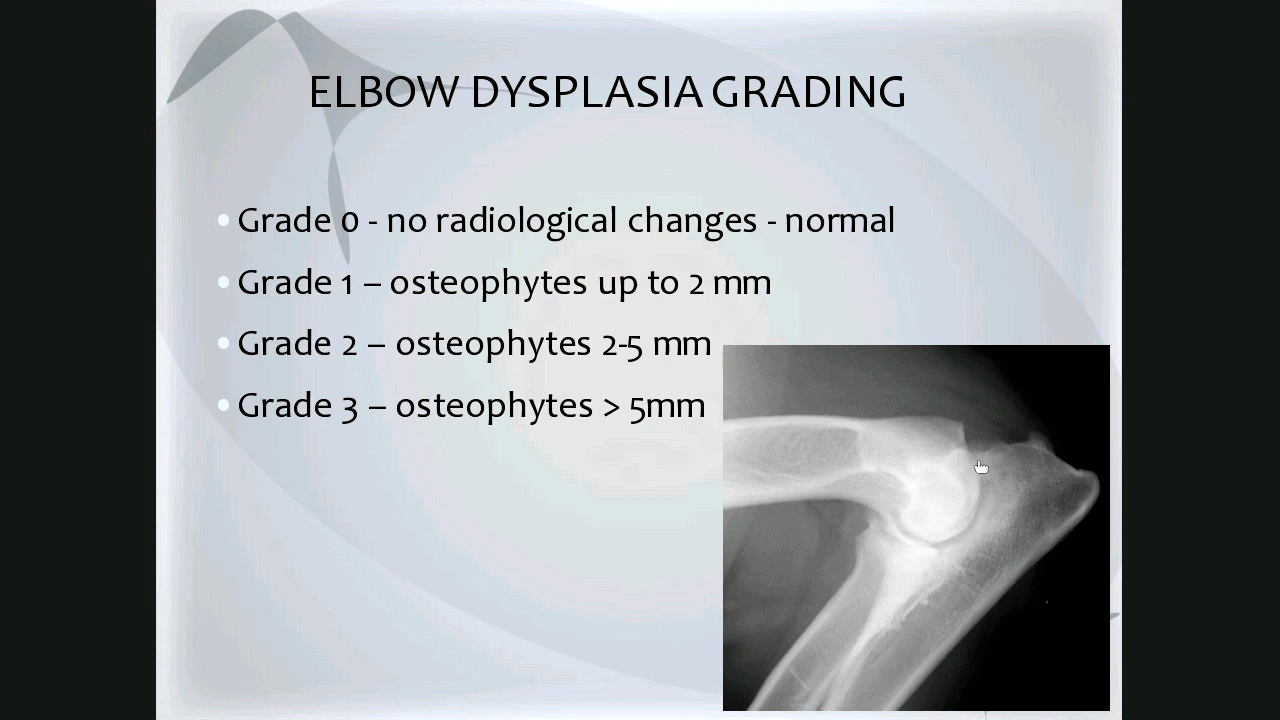 ELBOW DYSPLASIA GRADING
• Grade 0 - no radiological changes - normal
• Grade 1 – osteophytes up to 2 mm
• Grade 2 – osteophytes 2-5 mm
• Grade 3 – osteophytes > 5mm